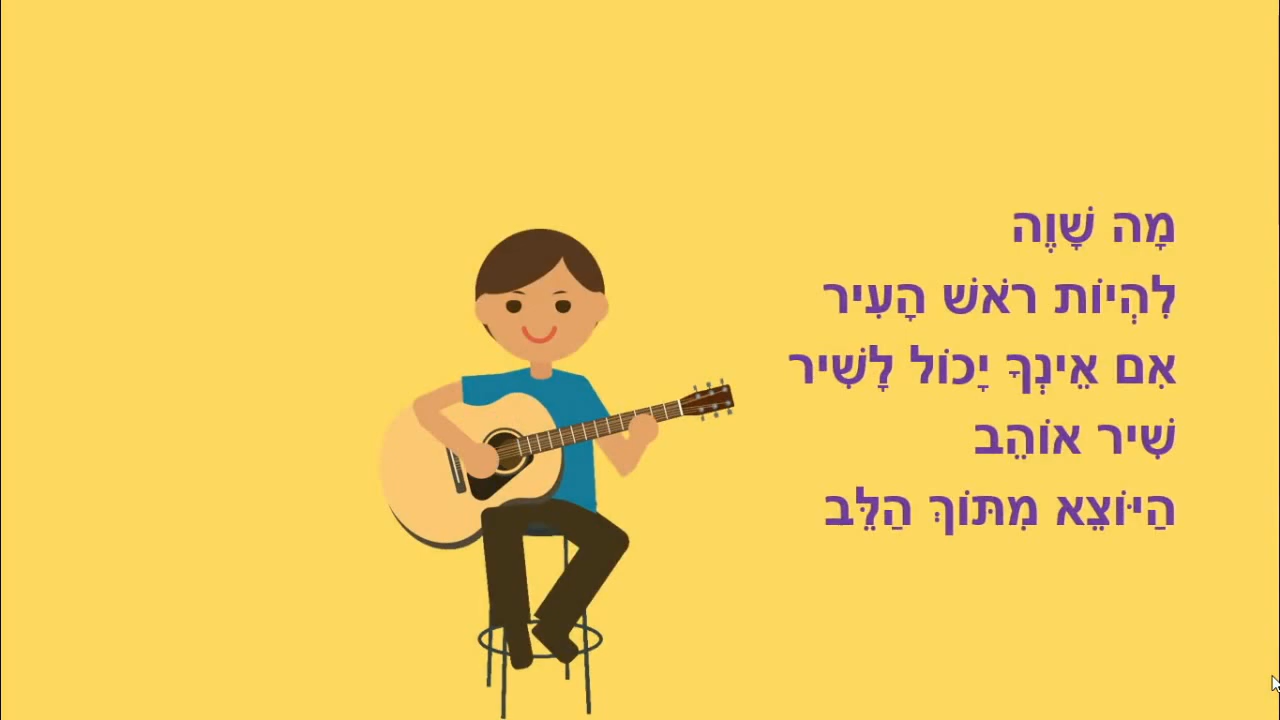 מָה שָׁוֶה
לִהְיוֹת רֹאשׁ הָעִיר
אִם אֵינְךָ יָכוֹל לָשִׁיר
שִׁיר אוֹהֵב
הַיּוֹצֵא מִתּוֹךְ הַלֵּב